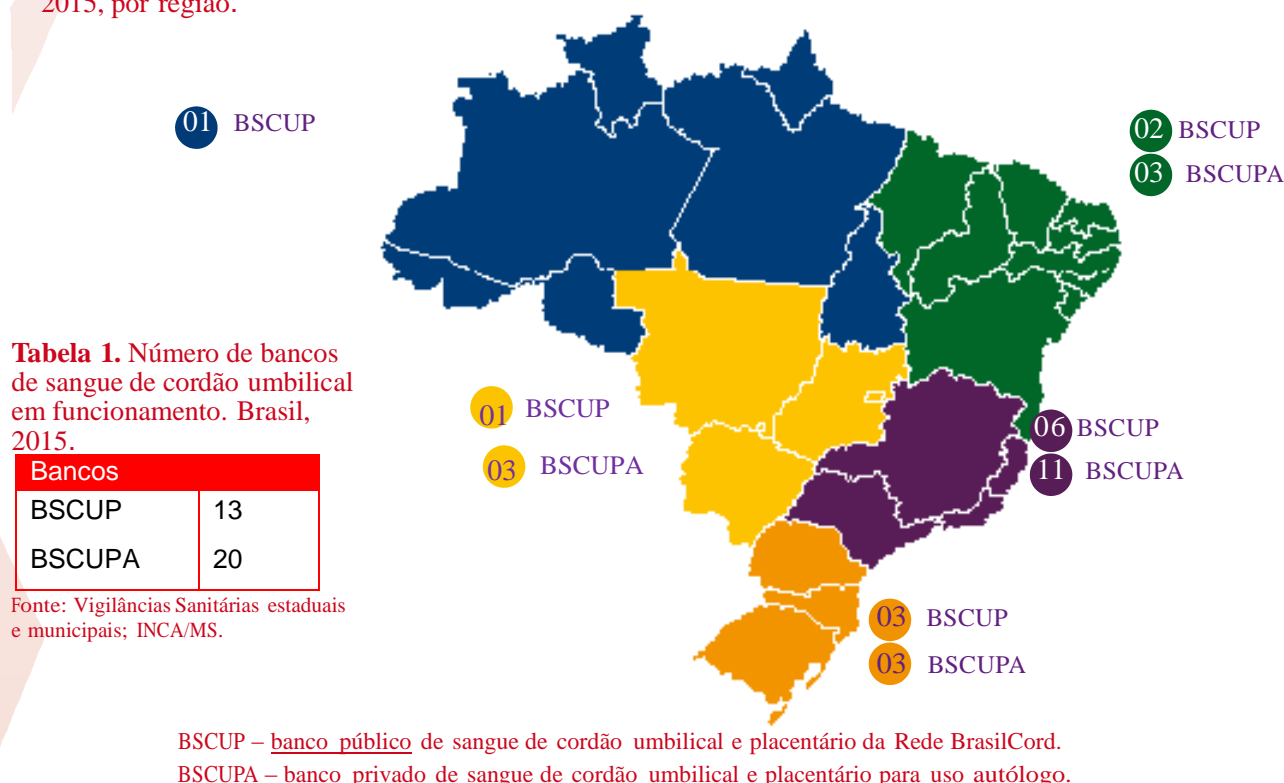 2015, por região.
01 BSCUP
02 BSCUP
03 BSCUPA
Tabela 1. Número de bancos
de sangue de cordão umbilical
em funcionamento. Brasil,
2015.
01 BSCUP
03 BSCUPA
06 BSCUP
11 BSCUPA
Bancos
BSCUP 13
BSCUPA 20
Fonte: Vigilâncias Sanitárias estaduais
e municipais; INCA/MS.
03 BSCUP
03 BSCUPA
BSCUP – banco público de sangue de cordão umbilical e placentário da Rede BrasilCord.
BSCUPA – banco privado de sangue de cordão umbilical e placentário para uso autólogo.